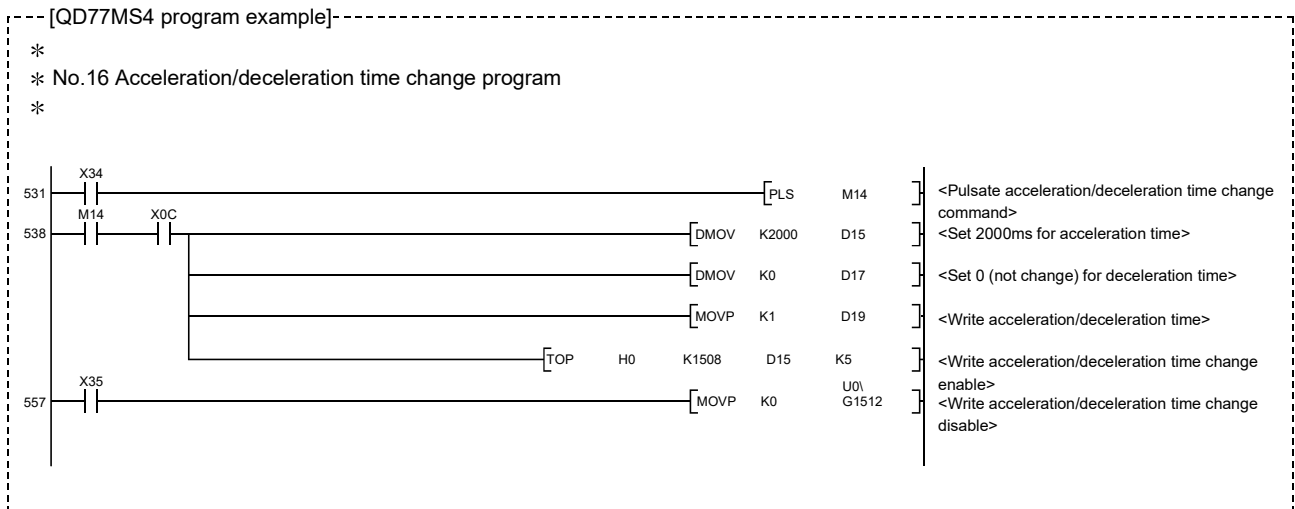 [QD77MS4 program example]
*
* No.16 Acceleration/deceleration time change program
*
X34
531 PLS M14 <Pulsate acceleration/deceleration time change
command>
M14 X0C
538 DMOV K2000 D15 <Set 2000ms for acceleration time>
DMOV K0 D17 <Set 0 (not change) for deceleration time>
MOVP K1 D19 <Write acceleration/deceleration time>
TOP H0 K1508 D15 K5 <Write acceleration/deceleration time change
enable>
X35
557 MOVP K0 U0\
G1512 <Write acceleration/deceleration time change
disable>